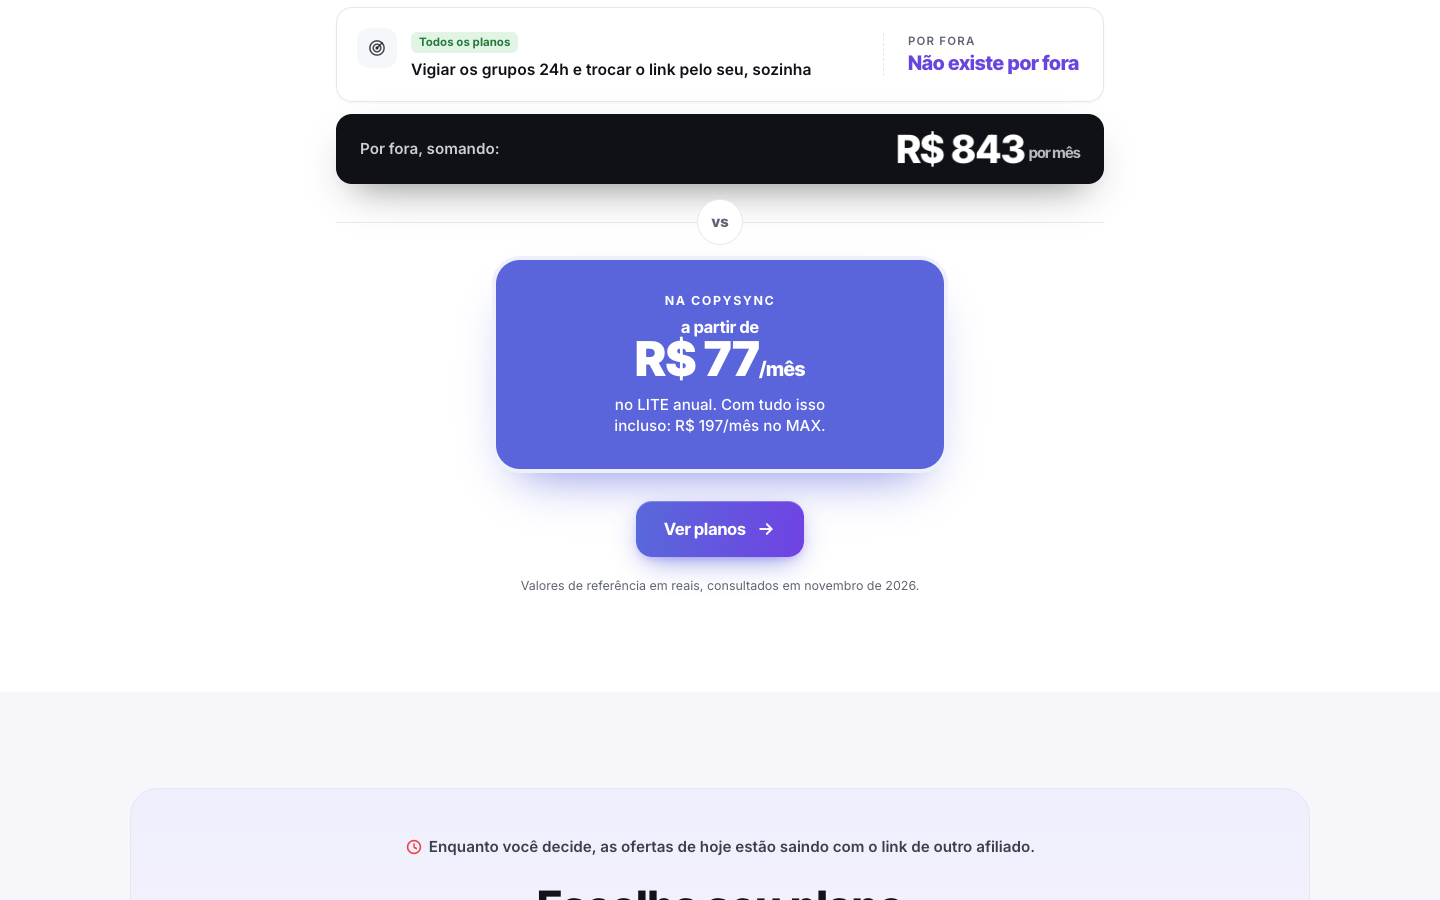 Todos os planos
Vigiar os grupos 24h e trocar o link pelo seu, sozinha
POR FORA
Não existe por fora
Por fora, somando:
R$ 843 por mês
vs
NA COPYSYNC
a partir de
R$ 77/mês
no LITE anual. Com tudo isso
incluso: R$ 197/mês no MAX.
Ver planos
Valores de referência em reais, consultados em novembro de 2026.
Enquanto você decide, as ofertas de hoje estão saindo com o link de outro afiliado.
Escolha seu plano